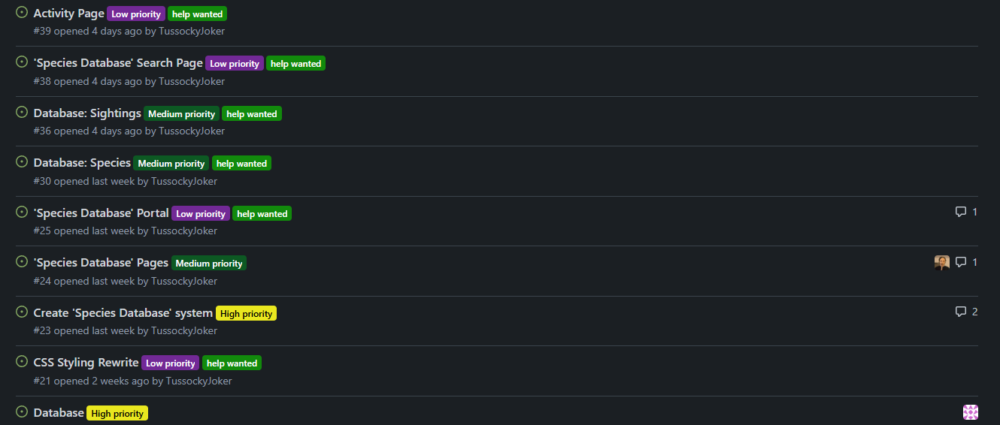 Activity Page Low priority help wanted
#39 opened 4 days ago by TussockyJoker
'Species Database' Search Page Low priority help wanted
#38 opened 4 days ago by TussockyJoker
Database: Sightings Medium priority help wanted
#36 opened 4 days ago by TussockyJoker
Database: Species Medium priority help wanted
#30 opened last week by TussockyJoker
'Species Database' Portal Low priority help wanted 1
#25 opened last week by TussockyJoker
'Species Database' Pages Medium priority 1
#24 opened last week by TussockyJoker
Create 'Species Database' system High priority 2
#23 opened last week by TussockyJoker
CSS Styling Rewrite Low priority help wanted
#21 opened 2 weeks ago by TussockyJoker
Database High priority